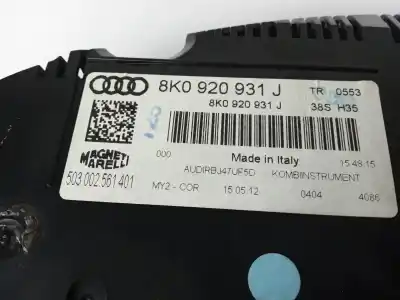 8K0 920 931 J
TR 0553
8K0 920 931 J
38S H35
000
Made in Italy
15:48:15
MAGNETI
MARELLI
AUDIRBJ47UF5D
KOMBIINSTRUMENT
503.002.561.401
MY2 - COR
15.05.12
0404
4086